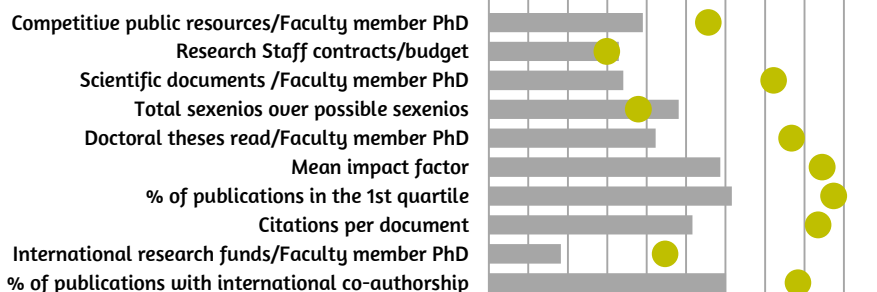 Competitive public resources/Faculty member PhD
Research Staff contracts/budget
Scientific documents /Faculty member PhD
Total sexenios over possible sexenios
Doctoral theses read/Faculty member PhD
Mean impact factor
% of publications in the 1st quartile
Citations per document
International research funds/Faculty member PhD
% of publications with international co-authorship